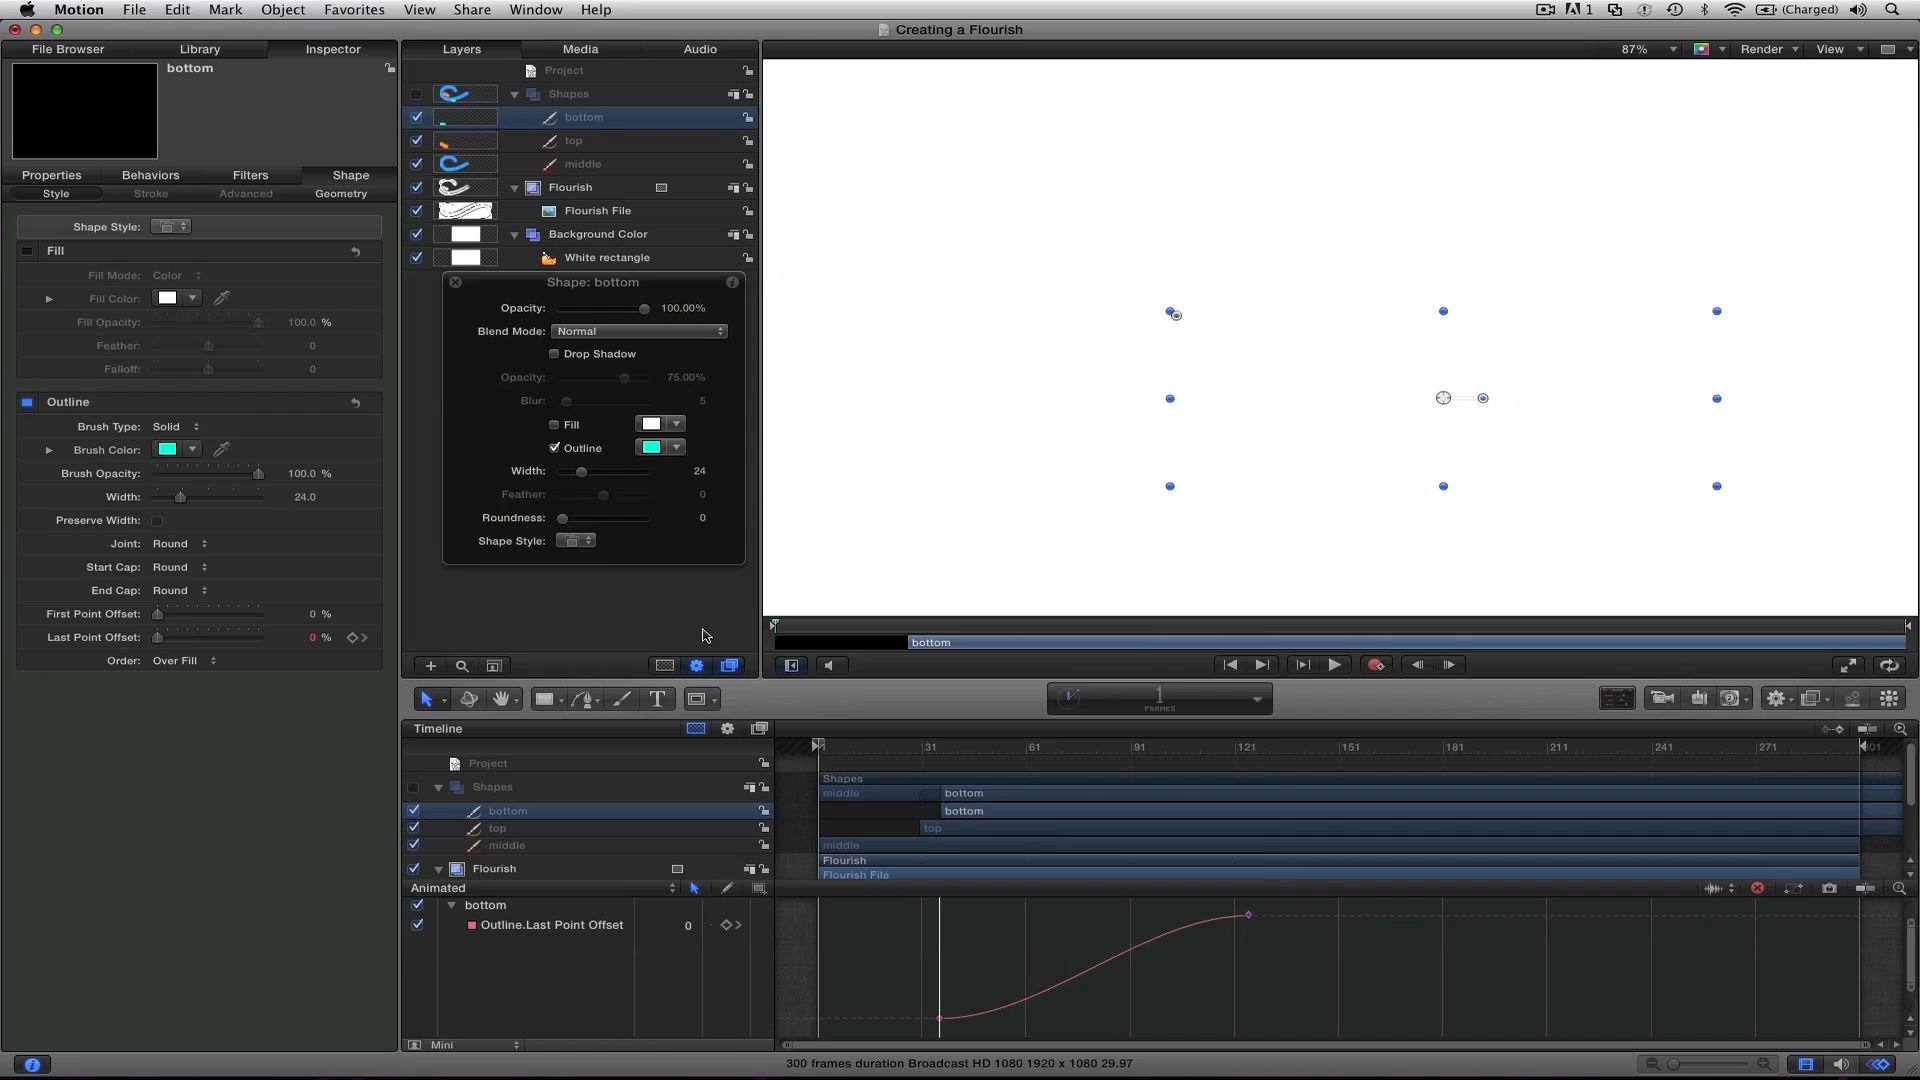 Motion File Edit Mark Object Favorites View Share Window Help 1 (Charged)
Creating a Flourish
File Browser Library Inspector Layers Media Audio 87% Render View
bottom
Project
Shapes
bottom
top
middle
Flourish
Flourish File
Background Color
White rectangle
Properties Behaviors Filters Shape
Style Stroke Advanced Geometry
Shape Style:
Fill
Fill Mode: Color
Fill Color:
Fill Opacity: 100.0 %
Feather: 0
Falloff: 0
Outline
Brush Type: Solid
Brush Color:
Brush Opacity: 100.0 %
Width: 24.0
Preserve Width:
Joint: Round
Start Cap: Round
End Cap: Round
First Point Offset: 0 %
Last Point Offset: 0 %
Order: Over Fill
Shape: bottom
Opacity: 100.00%
Blend Mode: Normal
Drop Shadow
Opacity: 75.00%
Blur: 5
Fill
Outline
Width: 24
Feather: 0
Roundness: 0
Shape Style:
bottom
T
1
FRAMES
Timeline
1 31 61 91 121 151 181 211 241 271 301
Project
Shapes
bottom
top
middle
Flourish
Shapes
middle bottom
bottom
top
middle
Flourish
Flourish File
Animated
bottom
Outline.Last Point Offset 0
Mini
300 frames duration Broadcast HD 1080 1920 x 1080 29.97